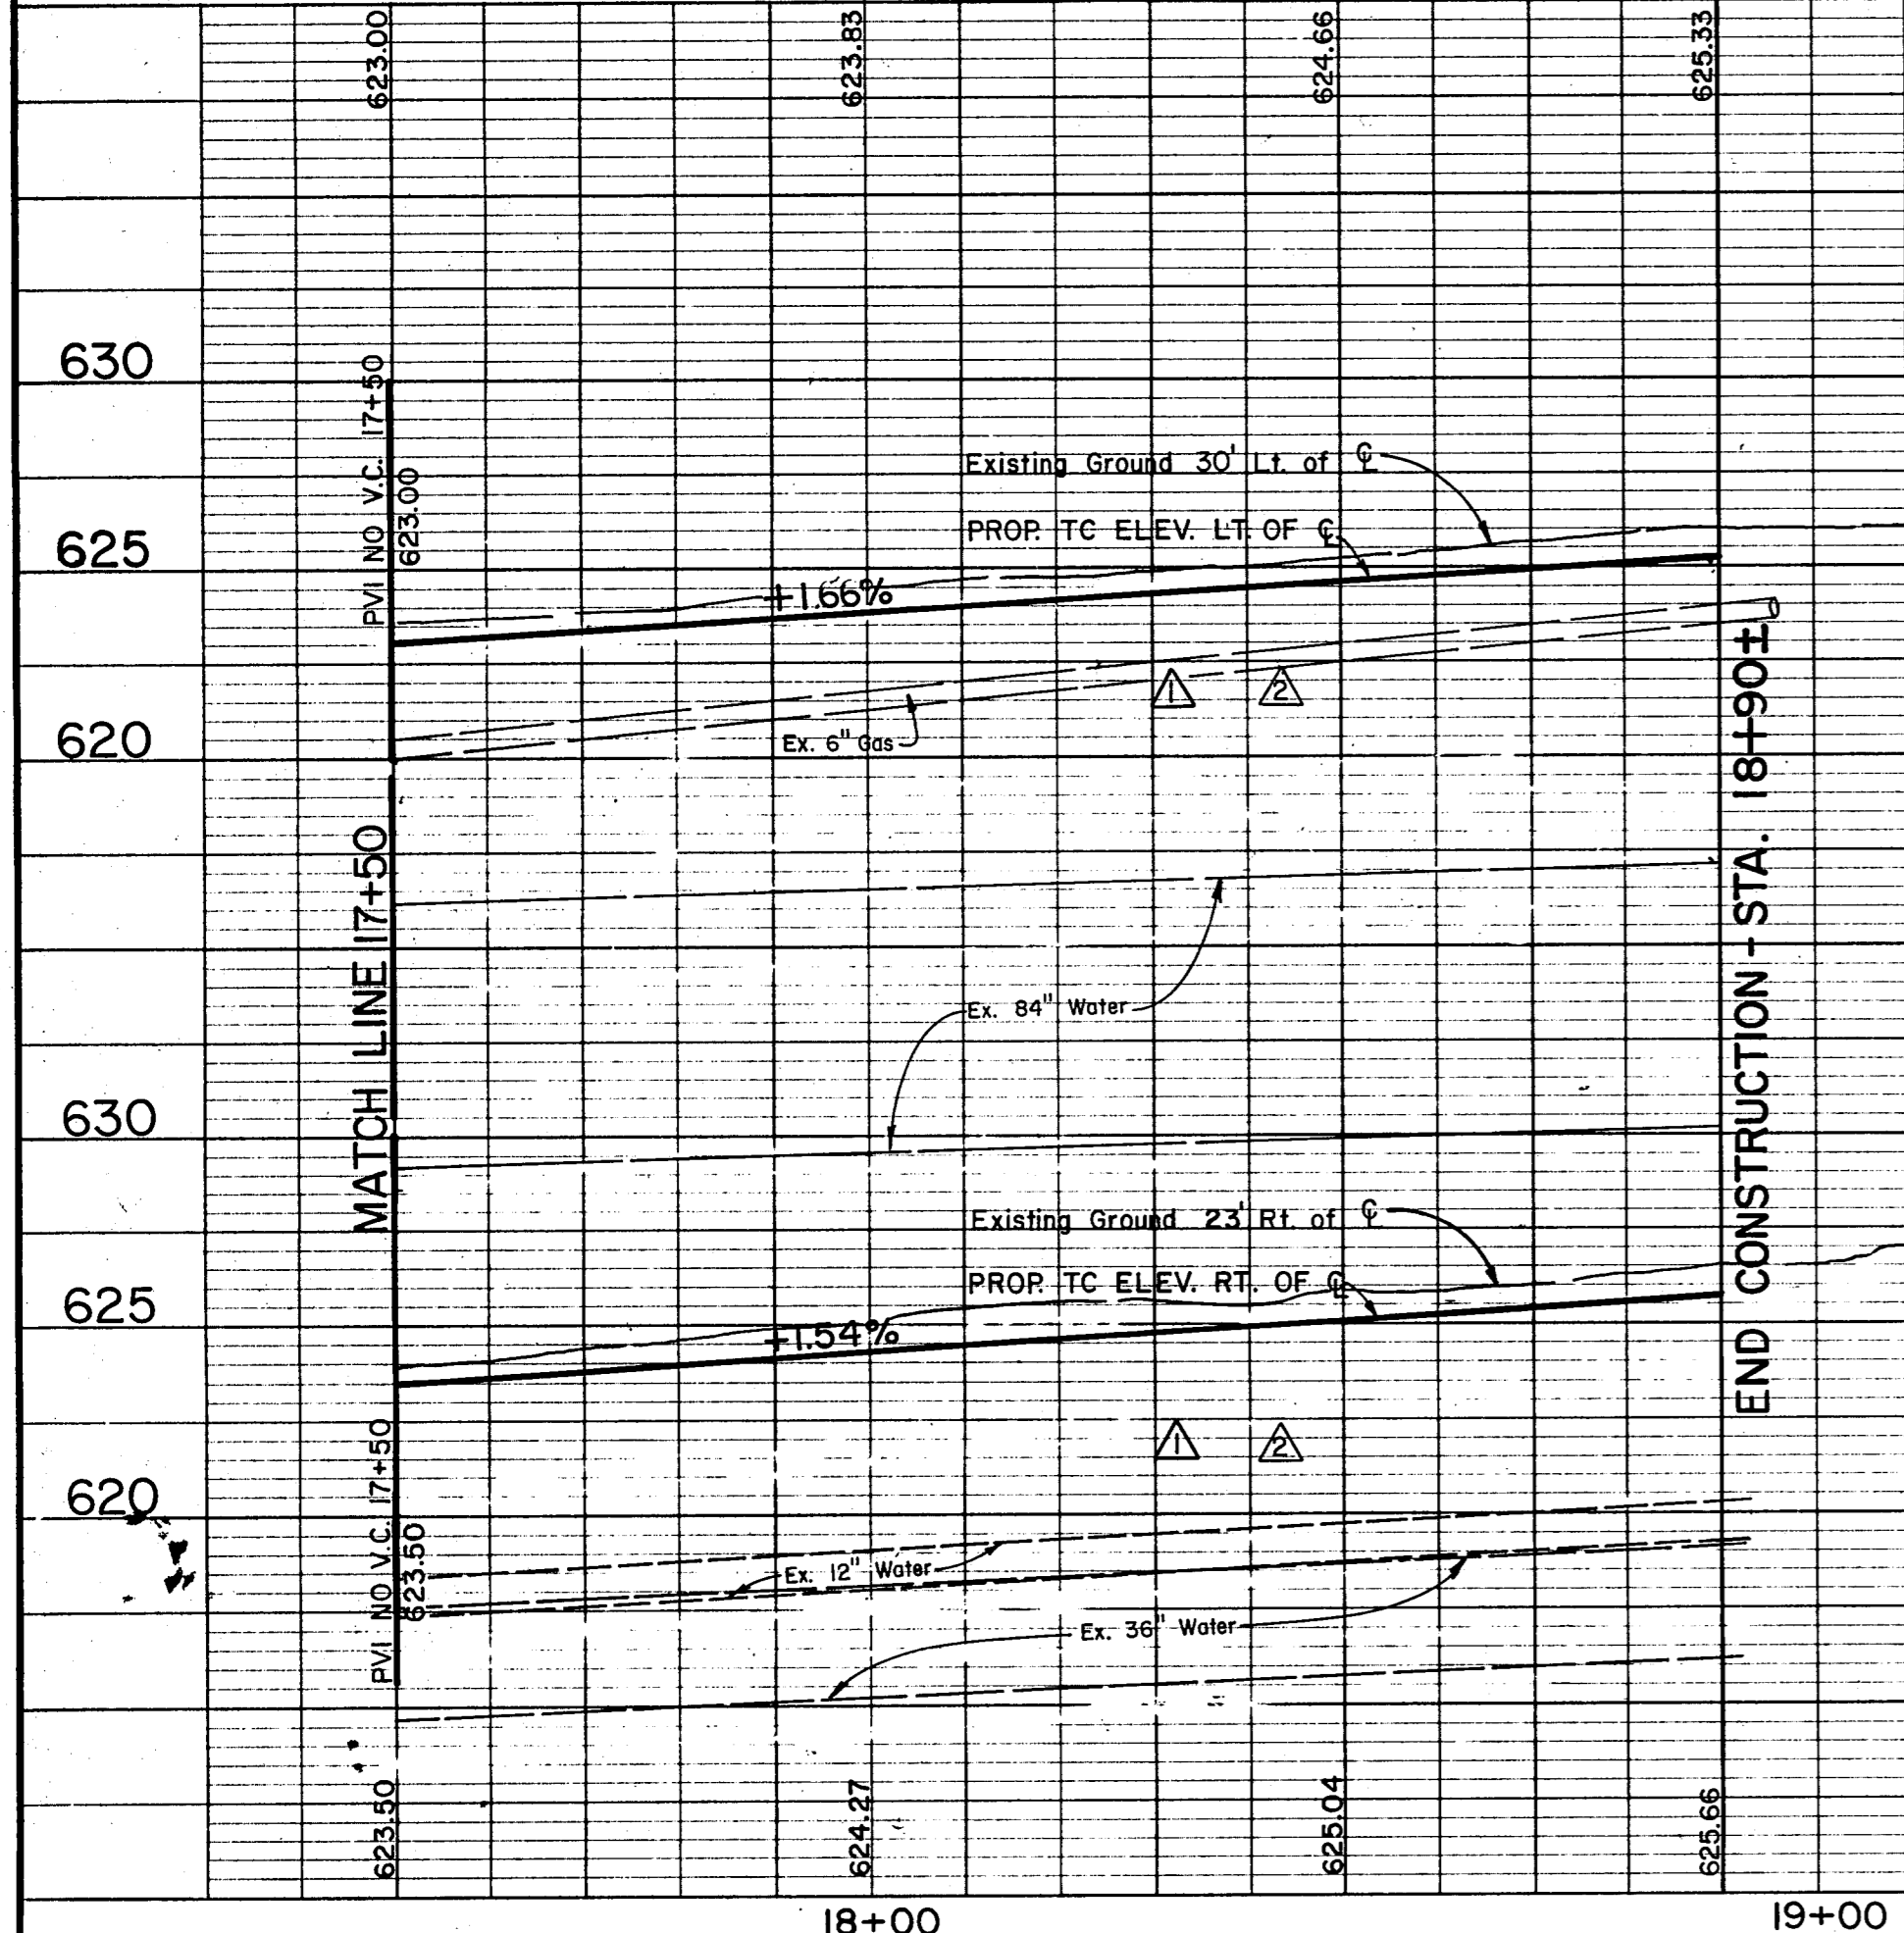 623.00
623.83
624.66
625.33
630
PVI NO V.C. 17+50
623.00
Existing Ground 30' Lt. of ℄
625
PROP. TC ELEV. LT. OF ℄
+1.66%
1
2
620
Ex. 6" Gas
MATCH LINE 17+50
END CONSTRUCTION - STA. 18+90±
Ex. 84" Water
630
Existing Ground 23' Rt. of ℄
625
PROP. TC ELEV. RT. OF ℄
+1.54%
1
2
620
PVI NO V.C. 17+50
623.50
Ex. 12" Water
Ex. 36" Water
623.50
624.27
625.04
625.66
18+00
19+00